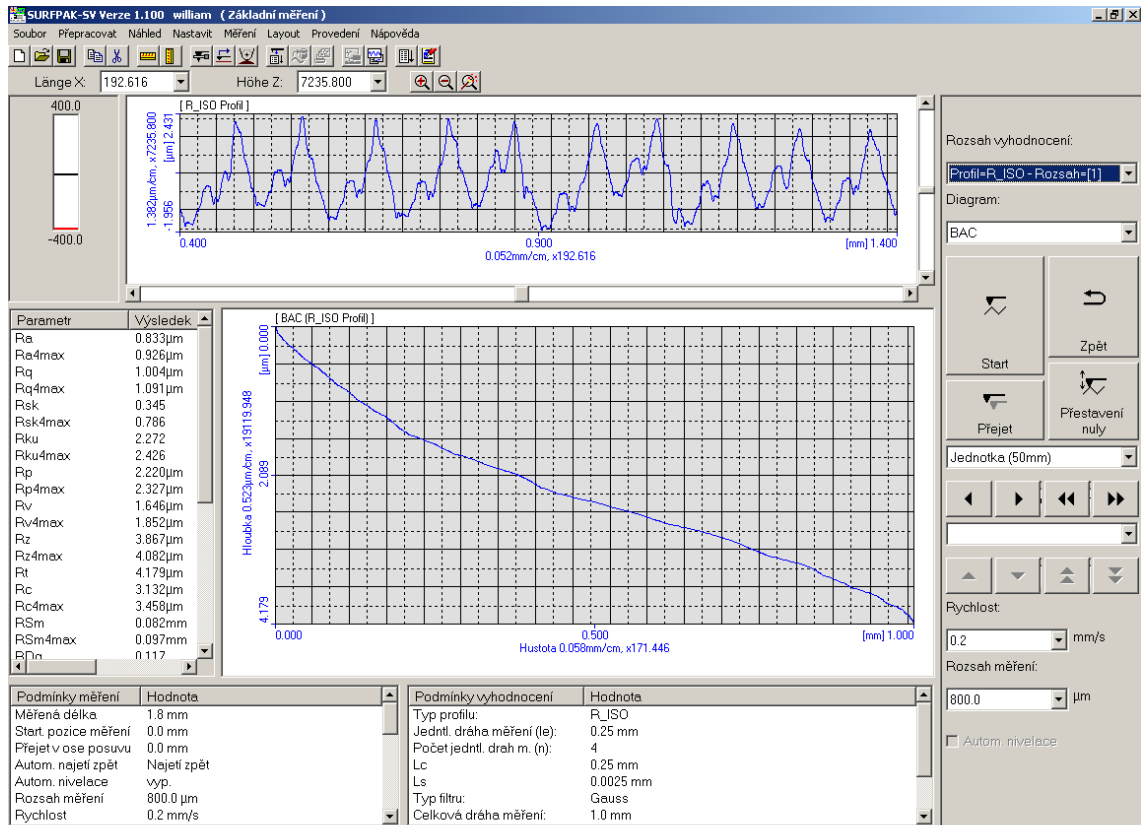 SURFPAK-SV Verze 1.100 william ( Základní měření )
Soubor Přepracovat Náhled Nastavit Měření Layout Provedení Nápověda
Länge X: 192.616 Höhe Z: 7235.800
400.0
-400.0
[ R_ISO Profil ]
1.382µm/cm, x7235.800
-1.956 [µm] 2.431
0.400 0.900 [mm] 1.400
0.052mm/cm, x192.616
Parametr Výsledek
Ra 0.833µm
Ra4max 0.926µm
Rq 1.004µm
Rq4max 1.091µm
Rsk 0.345
Rsk4max 0.786
Rku 2.272
Rku4max 2.426
Rp 2.220µm
Rp4max 2.327µm
Rv 1.646µm
Rv4max 1.852µm
Rz 3.867µm
Rz4max 4.082µm
Rt 4.179µm
Rc 3.132µm
Rc4max 3.458µm
RSm 0.082mm
RSm4max 0.097mm
RDq 0.117
[ BAC (R_ISO Profil) ]
Hloubka 0.523µm/cm, x19119.948
4.179 2.089 [µm] 0.000
0.000 0.500 [mm] 1.000
Hustota 0.058mm/cm, x171.446
Rozsah vyhodnocení:
Profil=R_ISO - Rozsah=[1]
Diagram:
BAC
Start
Zpět
Přejet
Přestavení
nuly
Jednotka (50mm)
Rychlost:
0.2 mm/s
Rozsah měření:
800.0 µm
Autom. nivelace
Podmínky měření Hodnota
Měřená délka 1.8 mm
Start. pozice měření 0.0 mm
Přejet v ose posuvu 0.0 mm
Autom. najetí zpět Najetí zpět
Autom. nivelace vyp.
Rozsah měření 800.0 µm
Rychlost 0.2 mm/s
Podmínky vyhodnocení Hodnota
Typ profilu: R_ISO
Jedntl. dráha měření (le): 0.25 mm
Počet jedntl. drah m. (n) 4
Lc 0.25 mm
Ls 0.0025 mm
Typ filtru: Gauss
Celková dráha měření: 1.0 mm